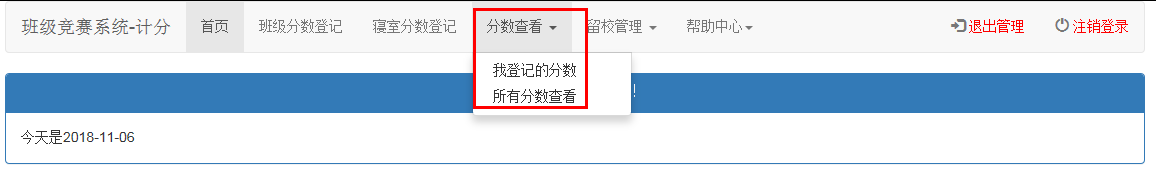 班级竞赛系统-计分 首页 班级分数登记 寝室分数登记 分数查看 留校管理 帮助中心 退出管理 注销登录
我登记的分数
所有分数查看
!
今天是2018-11-06